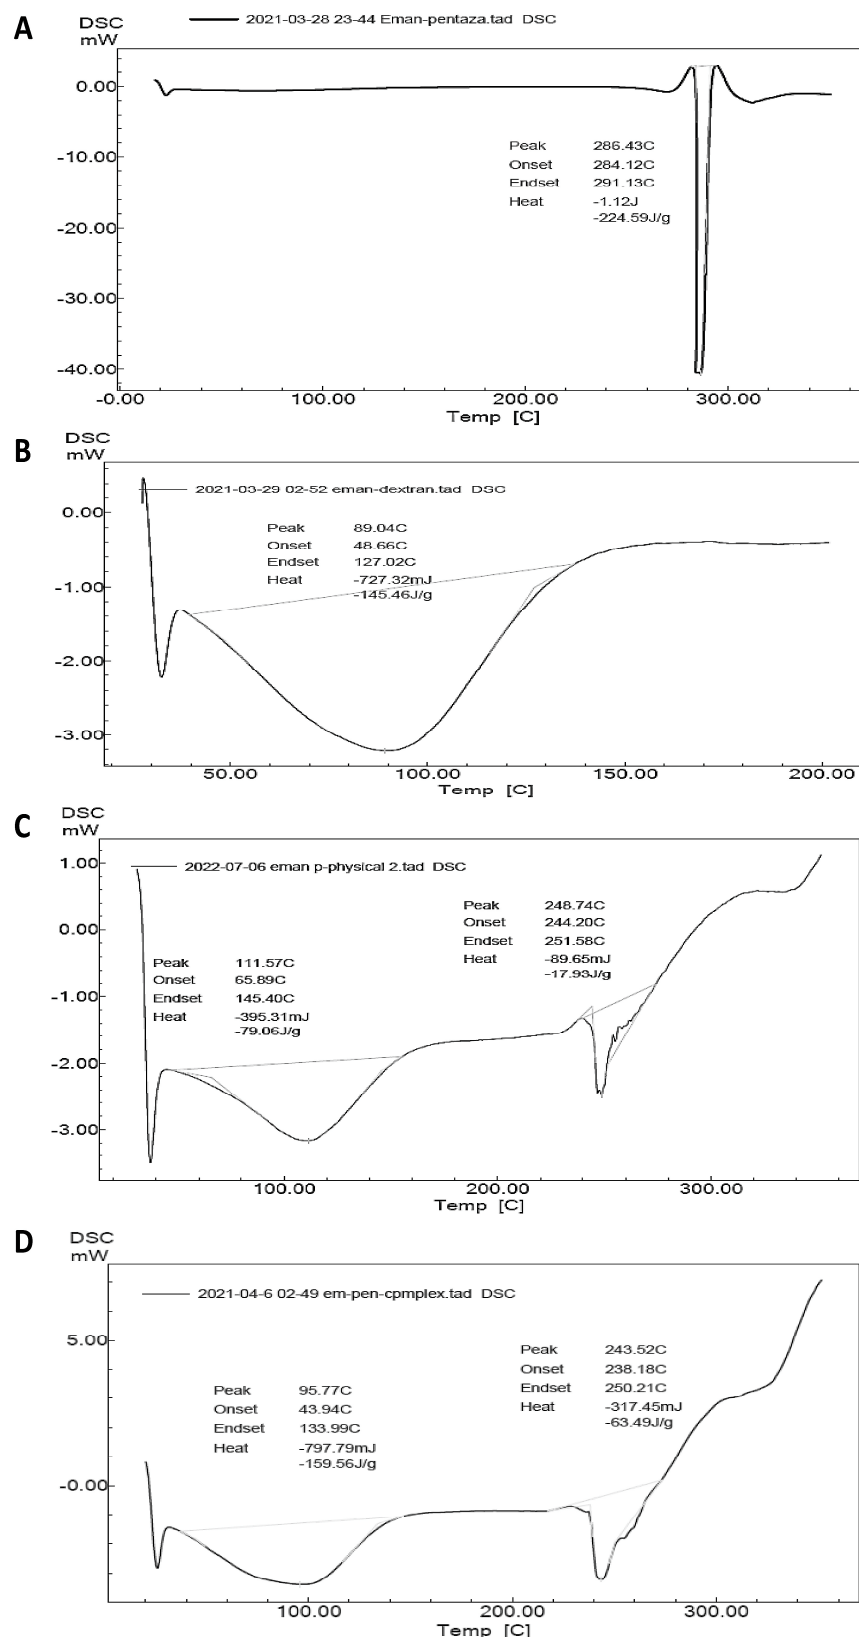 A
DSC
mW
2021-03-28 23-44 Eman-pentaza.tad DSC
0.00
-10.00
-20.00
-30.00
-40.00
Peak 286.43C
Onset 284.12C
Endset 291.13C
Heat -1.12J
-224.59J/g
-0.00 100.00 200.00 300.00
Temp [C]
B
DSC
mW
2021-03-29 02-52 eman-dextran.tad DSC
0.00
-1.00
-2.00
-3.00
Peak 89.04C
Onset 48.66C
Endset 127.02C
Heat -727.32mJ
-145.46J/g
50.00 100.00 150.00 200.00
Temp [C]
C
DSC
mW
2022-07-06 eman p-physical 2.tad DSC
1.00
0.00
-1.00
-2.00
-3.00
Peak 111.57C
Onset 65.89C
Endset 145.40C
Heat -395.31mJ
-79.06J/g
Peak 248.74C
Onset 244.20C
Endset 251.58C
Heat -89.65mJ
-17.93J/g
100.00 200.00 300.00
Temp [C]
D
DSC
mW
2021-04-6 02-49 em-pen-cpmplex.tad DSC
5.00
-0.00
Peak 95.77C
Onset 43.94C
Endset 133.99C
Heat -797.79mJ
-159.56J/g
Peak 243.52C
Onset 238.18C
Endset 250.21C
Heat -317.45mJ
-63.49J/g
100.00 200.00 300.00
Temp [C]